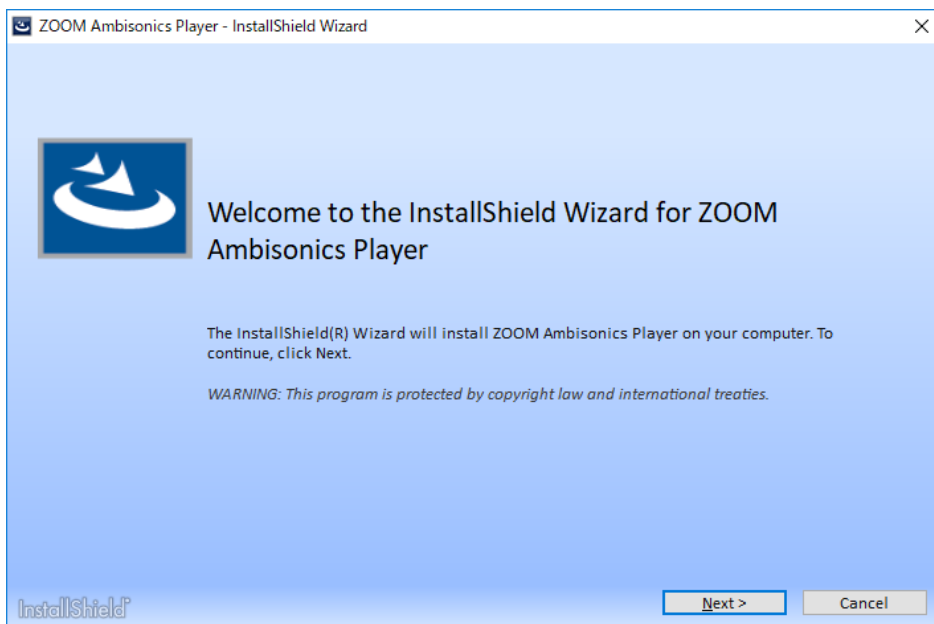 ZOOM Ambisonics Player - InstallShield Wizard
Welcome to the InstallShield Wizard for ZOOM
Ambisonics Player
The InstallShield(R) Wizard will install ZOOM Ambisonics Player on your computer. To
continue, click Next.
WARNING: This program is protected by copyright law and international treaties.
InstallShield®
Next >
Cancel